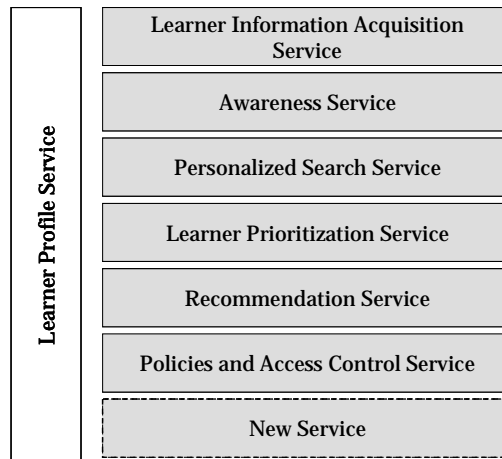 Learner Profile Service
Learner Information Acquisition
Service
Awareness Service
Personalized Search Service
Learner Prioritization Service
Recommendation Service
Policies and Access Control Service
New Service